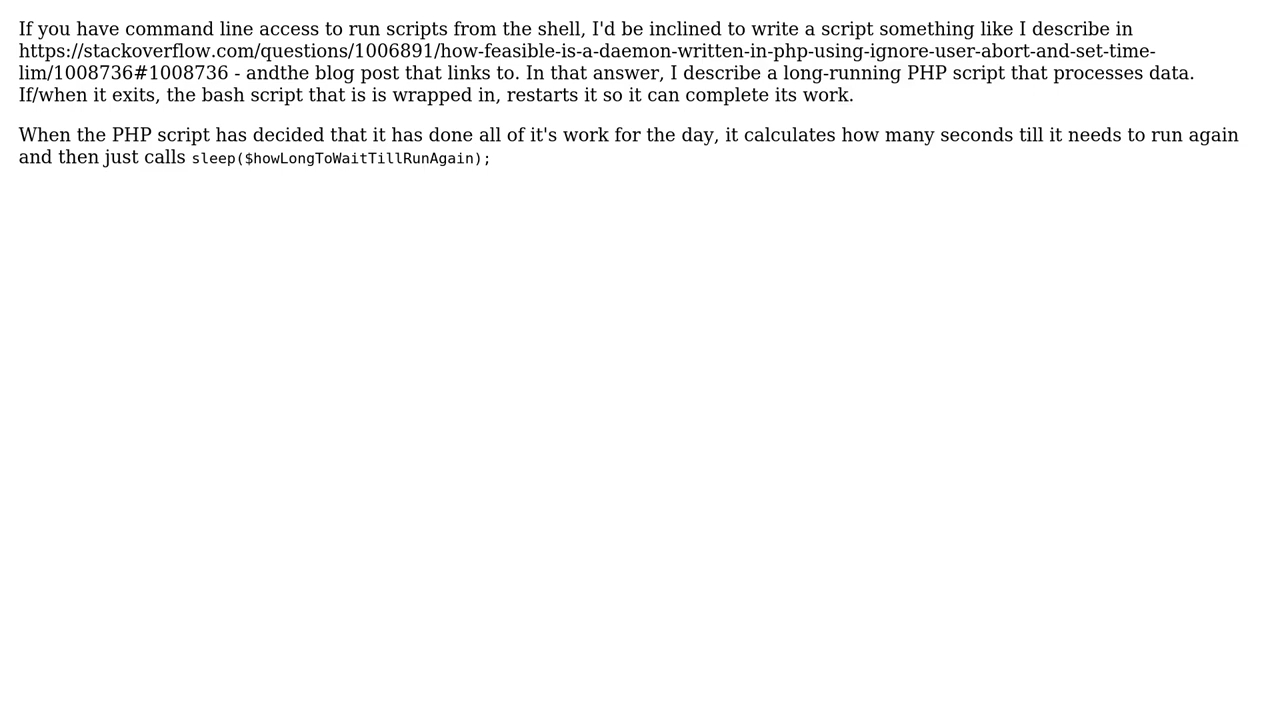 If you have command line access to run scripts from the shell, I'd be inclined to write a script something like I describe in
https://stackoverflow.com/questions/1006891/how-feasible-is-a-daemon-written-in-php-using-ignore-user-abort-and-set-time-
lim/1008736#1008736 - andthe blog post that links to. In that answer, I describe a long-running PHP script that processes data.
If/when it exits, the bash script that is is wrapped in, restarts it so it can complete its work.
When the PHP script has decided that it has done all of it's work for the day, it calculates how many seconds till it needs to run again
and then just calls sleep($howLongToWaitTillRunAgain);